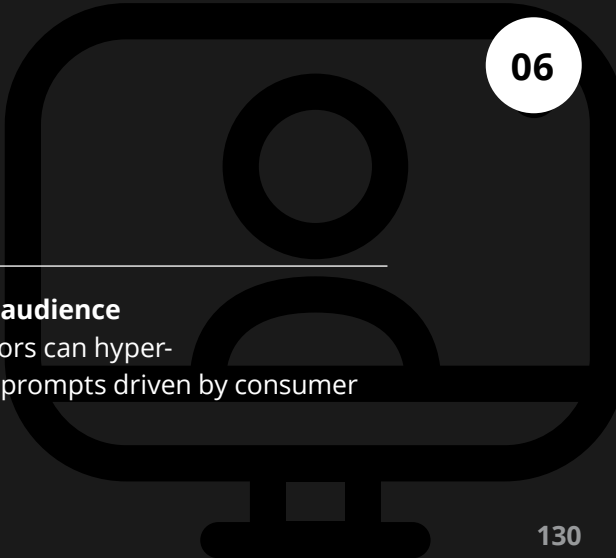 06
audience
ors can hyper-
prompts driven by consumer
130